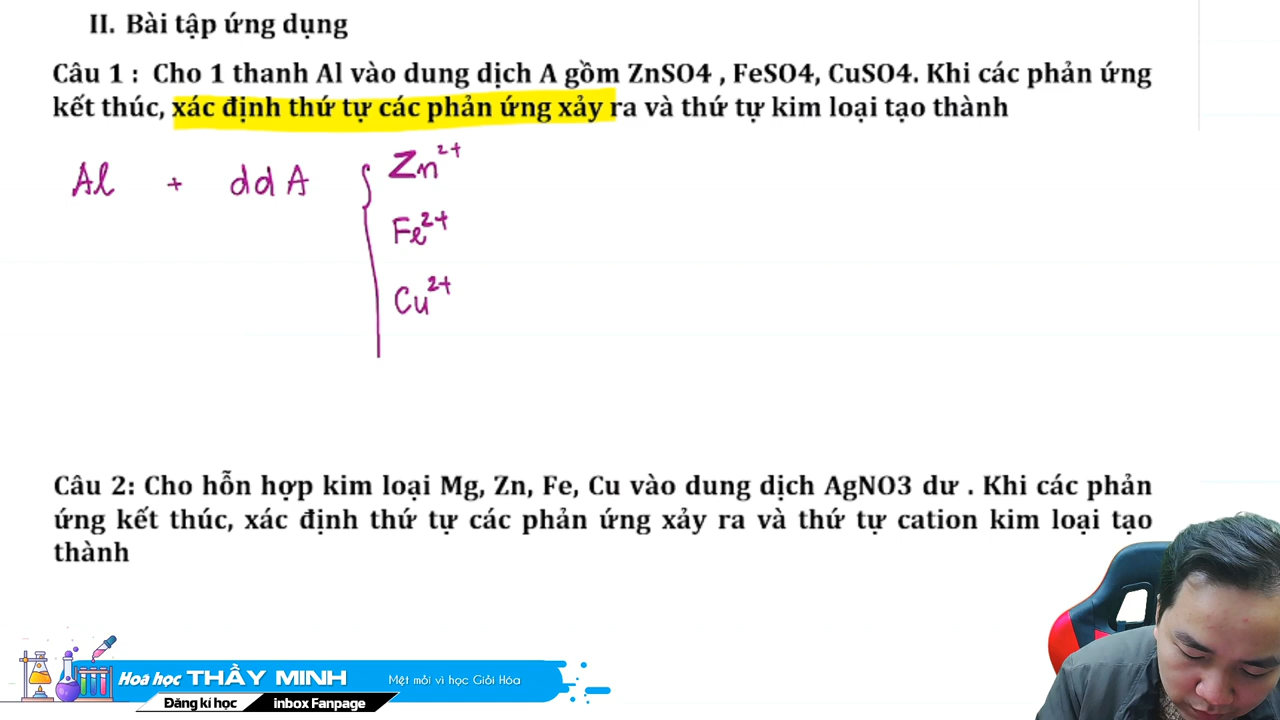 II. Bài tập ứng dụng
Câu 1 : Cho 1 thanh Al vào dung dịch A gồm ZnSO4 , FeSO4, CuSO4. Khi các phản ứng
kết thúc, xác định thứ tự các phản ứng xảy ra và thứ tự kim loại tạo thành
Al + dd A { Zn²⁺
Fe²⁺
Cu²⁺
Câu 2: Cho hỗn hợp kim loại Mg, Zn, Fe, Cu vào dung dịch AgNO3 dư . Khi các phản
ứng kết thúc, xác định thứ tự các phản ứng xảy ra và thứ tự cation kim loại tạo
thành
Hoá học THẦY MINH
Mệt mỏi vì học Giỏi Hóa
Đăng kí học inbox Fanpage